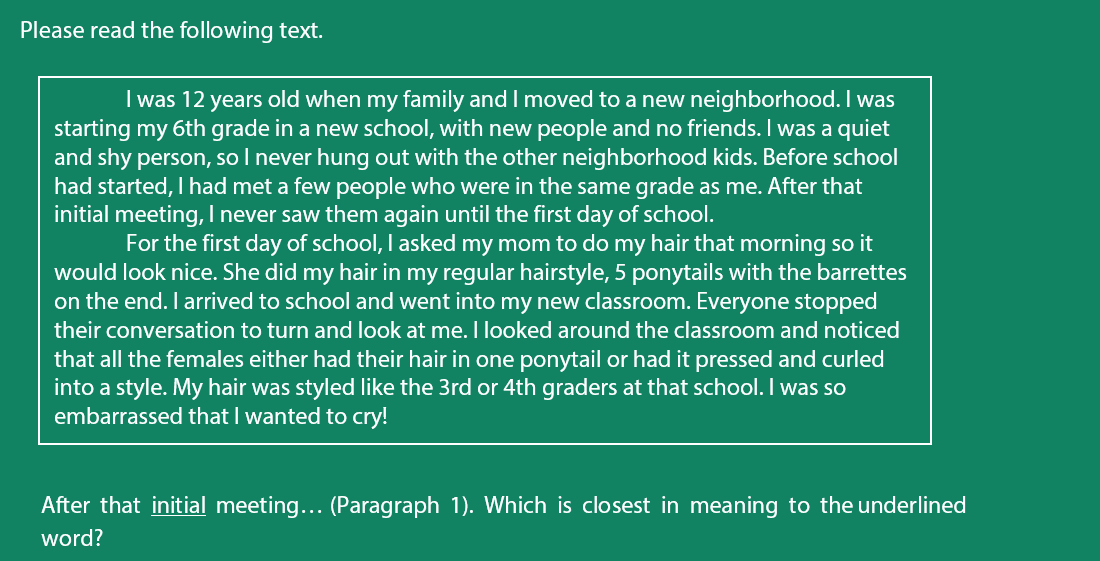 Please read the following text.
I was 12 years old when my family and I moved to a new neighborhood. I was
starting my 6th grade in a new school, with new people and no friends. I was a quiet
and shy person, so I never hung out with the other neighborhood kids. Before school
had started, I had met a few people who were in the same grade as me. After that
initial meeting, I never saw them again until the first day of school.
For the first day of school, I asked my mom to do my hair that morning so it
would look nice. She did my hair in my regular hairstyle, 5 ponytails with the barrettes
on the end. I arrived to school and went into my new classroom. Everyone stopped
their conversation to turn and look at me. I looked around the classroom and noticed
that all the females either had their hair in one ponytail or had it pressed and curled
into a style. My hair was styled like the 3rd or 4th graders at that school. I was so
embarrassed that I wanted to cry!
After that initial meeting… (Paragraph 1). Which is closest in meaning to the underlined
word?